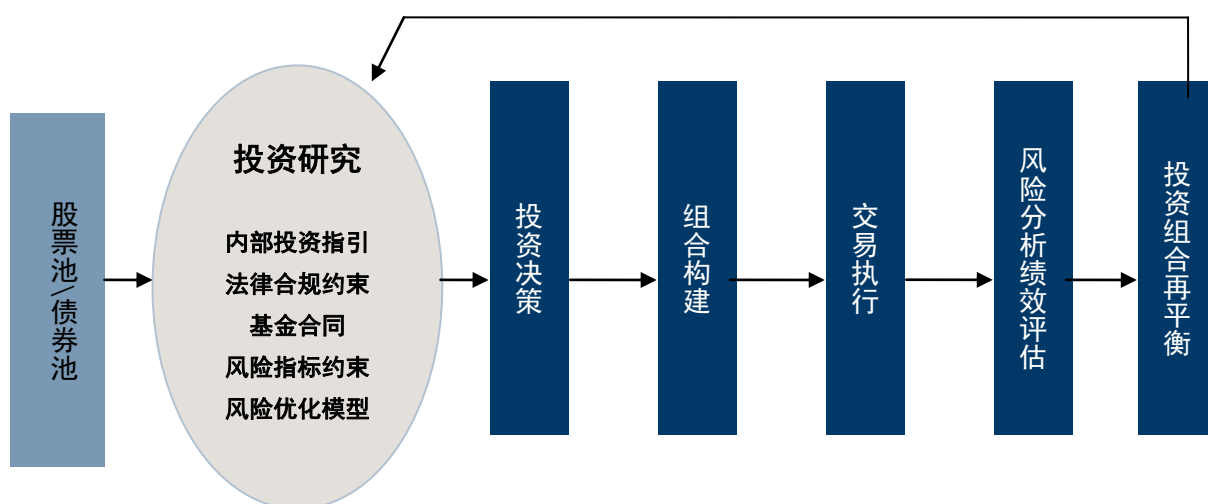 股票池\债券池
投资研究
内部投资指引
法律合规约束
基金合同
风险指标约束
风险优化模型
投资决策
组合构建
交易执行
风险分析绩效评估
投资组合再平衡